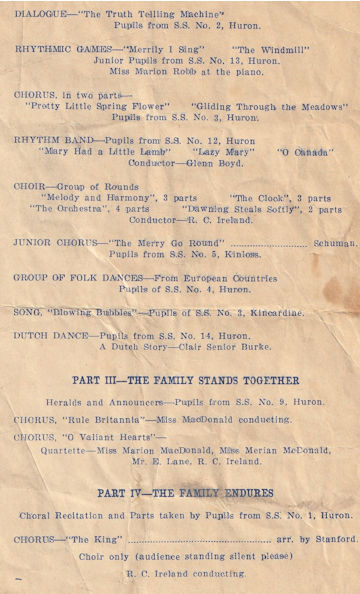 DIALOGUE—"The Truth Tellling Machine"
Pupils from S.S. No. 2, Huron.
RHYTHMIC GAMES—"Merrily I Sing" "The Windmill"
Junior Pupils from S.S. No. 13, Huron.
Miss Marion Robb at the piano.
CHORUS, in two parts—
"Pretty Little Spring Flower" "Gliding Through the Meadows"
Pupils from S.S. No. 3, Huron.
RHYTHM BAND—Pupils from S.S. No. 12, Huron
"Mary Had a Little Lamb" "Lazy Mary" "O Canada"
Conductor—Glenn Boyd.
CHOIR—Group of Rounds
"Melody and Harmony", 3 parts "The Clock", 3 parts
"The Orchestra", 4 parts "Dawning Steals Softly", 2 parts
Conductor—R. C. Ireland.
JUNIOR CHORUS—"The Merry Go Round" ........................ Schuman.
Pupils from S.S. No. 5, Kinloss.
GROUP OF FOLK DANCES—From European Countries
Pupils of S.S. No. 4, Huron.
SONG, "Blowing Bubbles"—Pupils of S.S. No. 3, Kincardine.
DUTCH DANCE—Pupils from S.S. No. 14, Huron.
A Dutch Story—Clair Senior Burke.
PART III—THE FAMILY STANDS TOGETHER
Heralds and Announcers—Pupils from S.S. No. 9, Huron.
CHORUS, "Rule Britannia"—Miss MacDonald conducting.
CHORUS, "O Valiant Hearts"—
Quartette—Miss Marion MacDonald, Miss Merian McDonald,
Mr. E. Lane, R. C. Ireland.
PART IV—THE FAMILY ENDURES
Choral Recitation and Parts taken by Pupils from S.S. No. 1, Huron.
CHORUS—"The King" ............................................ arr. by Stanford.
Choir only (audience standing silent please)
R. C. Ireland conducting.